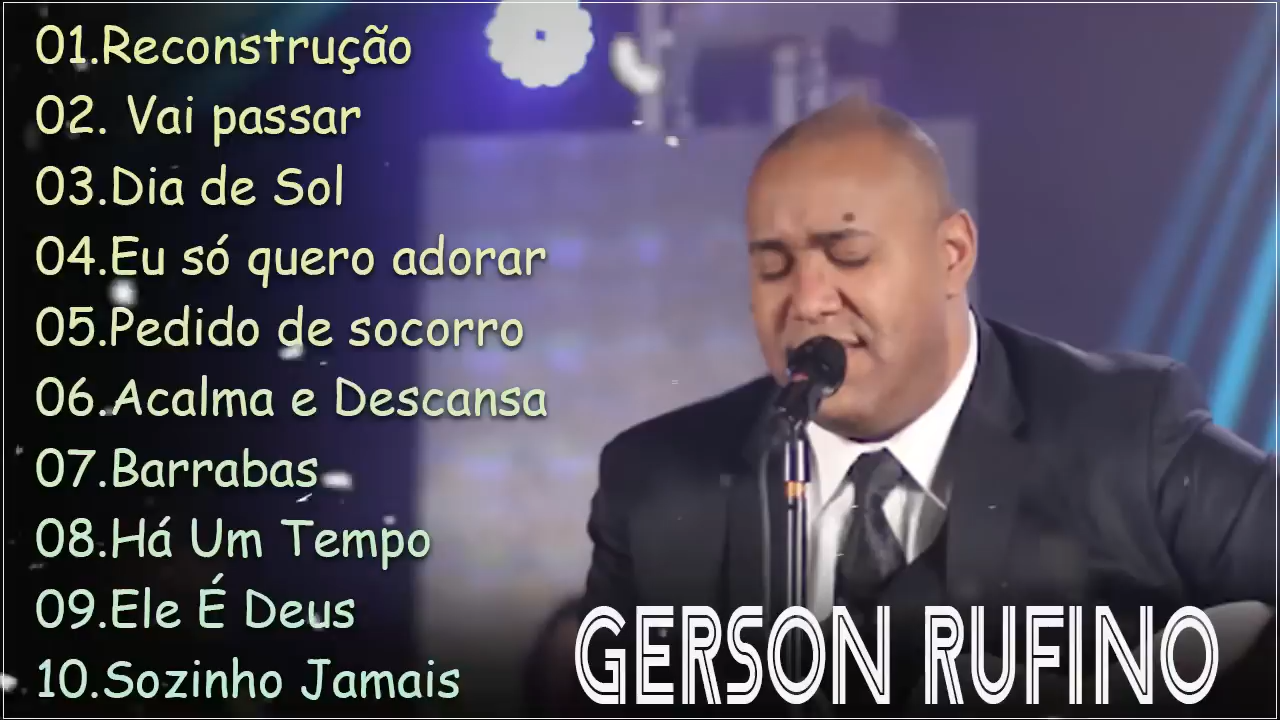 01.Reconstrução
02. Vai passar
03.Dia de Sol
04.Eu só quero adorar
05.Pedido de socorro
06.Acalma e Descansa
07.Barrabas
08.Há Um Tempo
09.Ele É Deus
10.Sozinho Jamais
GERSON RUFINO